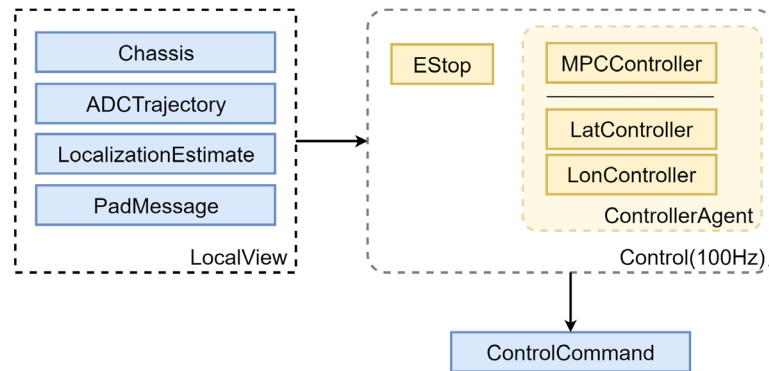 Chassis
ADCTrajectory
LocalizationEstimate
PadMessage
LocalView
EStop
MPCController
LatController
LonController
ControllerAgent
Control(100Hz)
ControlCommand